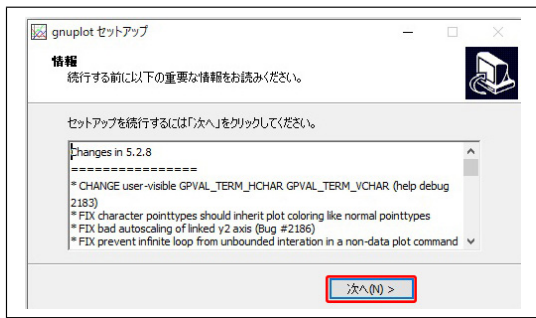 gnuplot セットアップ
情報
続行する前に以下の重要な情報をお読みください。
セットアップを続行するには「次へ」をクリックしてください。
Changes in 5.2.8
================
* CHANGE user-visible GPVAL_TERM_HCHAR GPVAL_TERM_VCHAR (help debug
2183)
* FIX character pointtypes should inherit plot coloring like normal pointtypes
* FIX bad autoscaling of linked y2 axis (Bug #2186)
* FIX prevent infinite loop from unbounded interation in a non-data plot command
次へ(N) >